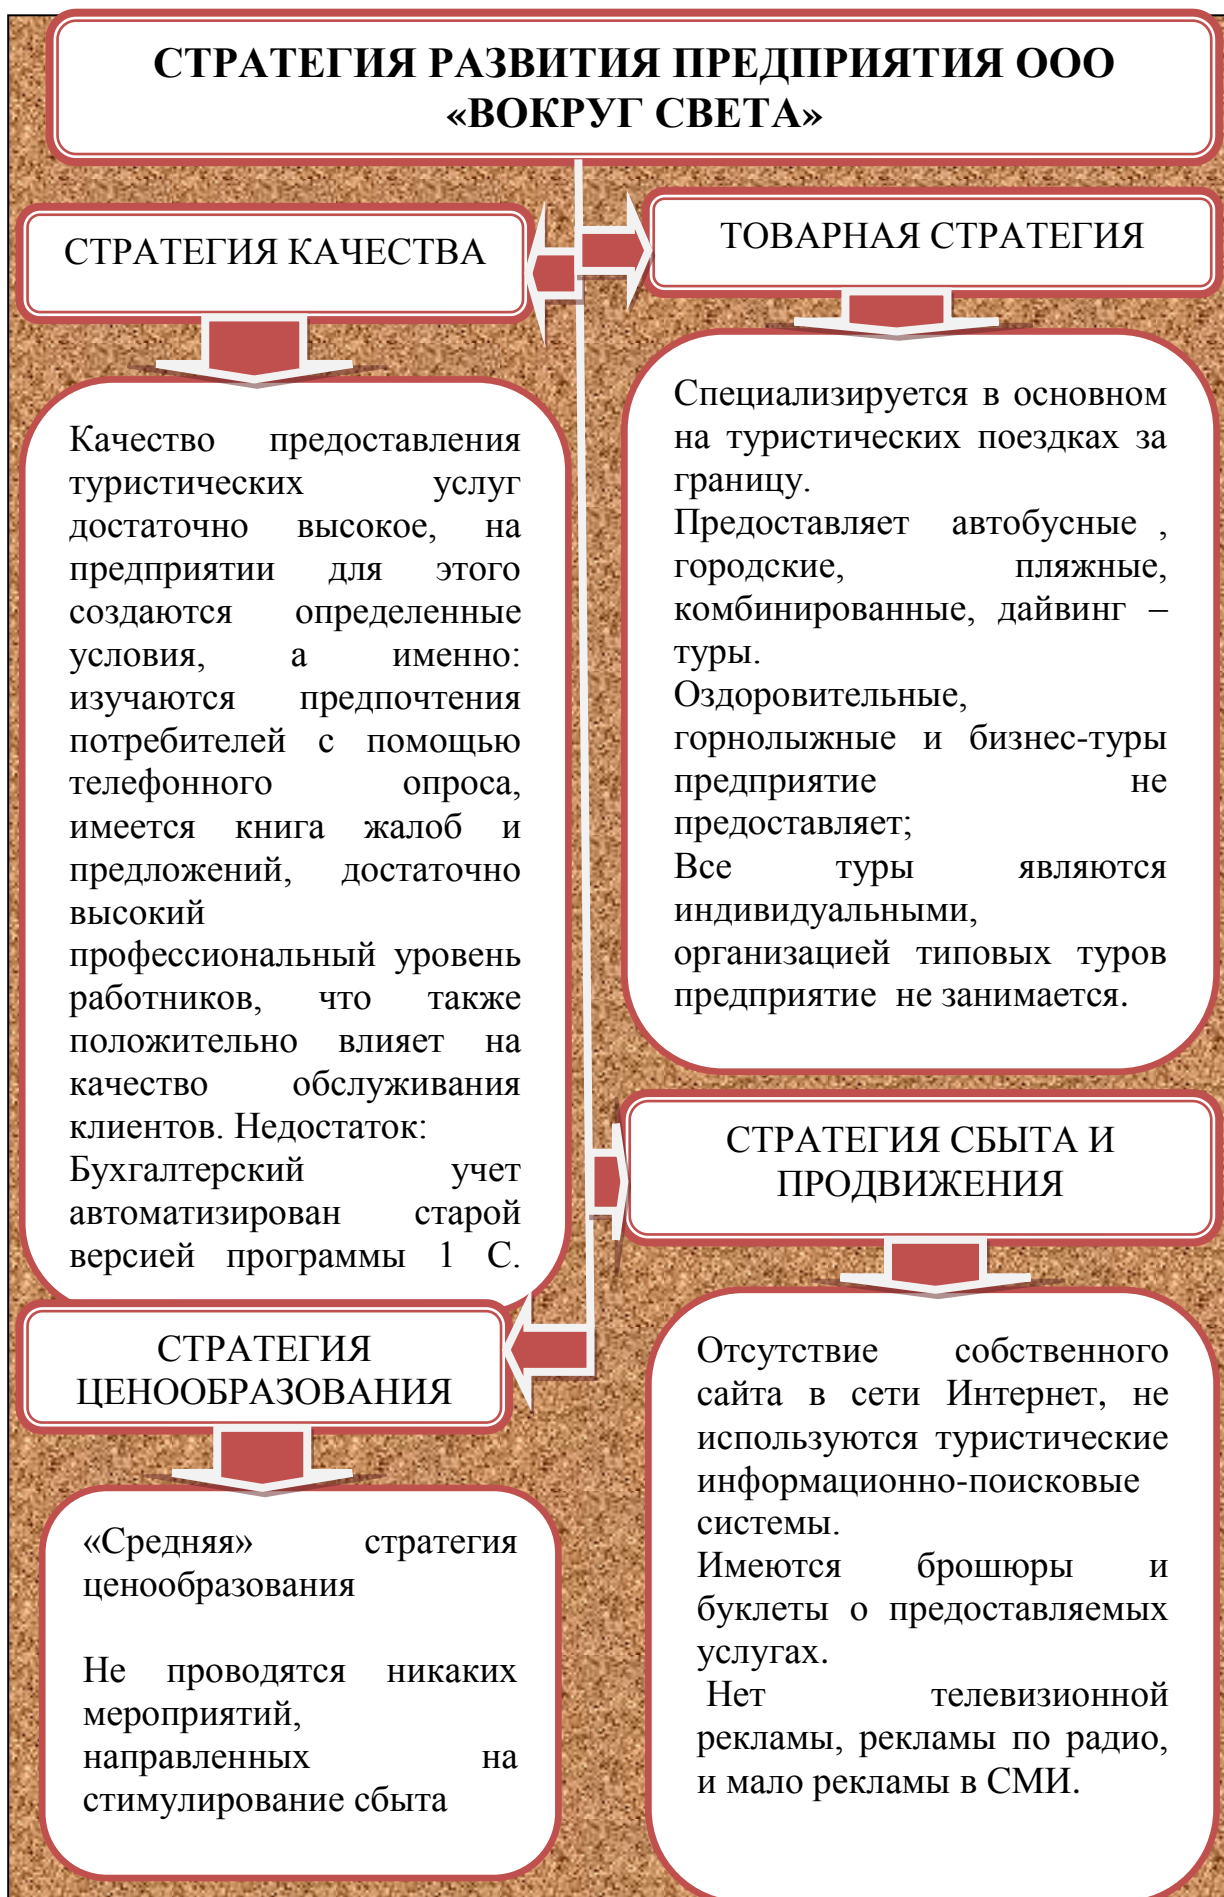 СТРАТЕГИЯ РАЗВИТИЯ ПРЕДПРИЯТИЯ ООО
«ВОКРУГ СВЕТА»
СТРАТЕГИЯ КАЧЕСТВА
Качество предоставления
туристических услуг
достаточно высокое, на
предприятии для этого
создаются определенные
условия, а именно:
изучаются предпочтения
потребителей с помощью
телефонного опроса,
имеется книга жалоб и
предложений, достаточно
высокий
профессиональный уровень
работников, что также
положительно влияет на
качество обслуживания
клиентов. Недостаток:
Бухгалтерский учет
автоматизирован старой
версией программы 1 С.
ТОВАРНАЯ СТРАТЕГИЯ
Специализируется в основном
на туристических поездках за
границу.
Предоставляет автобусные ,
городские, пляжные,
комбинированные, дайвинг –
туры.
Оздоровительные,
горнолыжные и бизнес-туры
предприятие не
предоставляет;
Все туры являются
индивидуальными,
организацией типовых туров
предприятие не занимается.
СТРАТЕГИЯ
ЦЕНООБРАЗОВАНИЯ
«Средняя» стратегия
ценообразования
Не проводятся никаких
мероприятий,
направленных на
стимулирование сбыта
СТРАТЕГИЯ СБЫТА И
ПРОДВИЖЕНИЯ
Отсутствие собственного
сайта в сети Интернет, не
используются туристические
информационно-поисковые
системы.
Имеются брошюры и
буклеты о предоставляемых
услугах.
Нет телевизионной
рекламы, рекламы по радио,
и мало рекламы в СМИ.